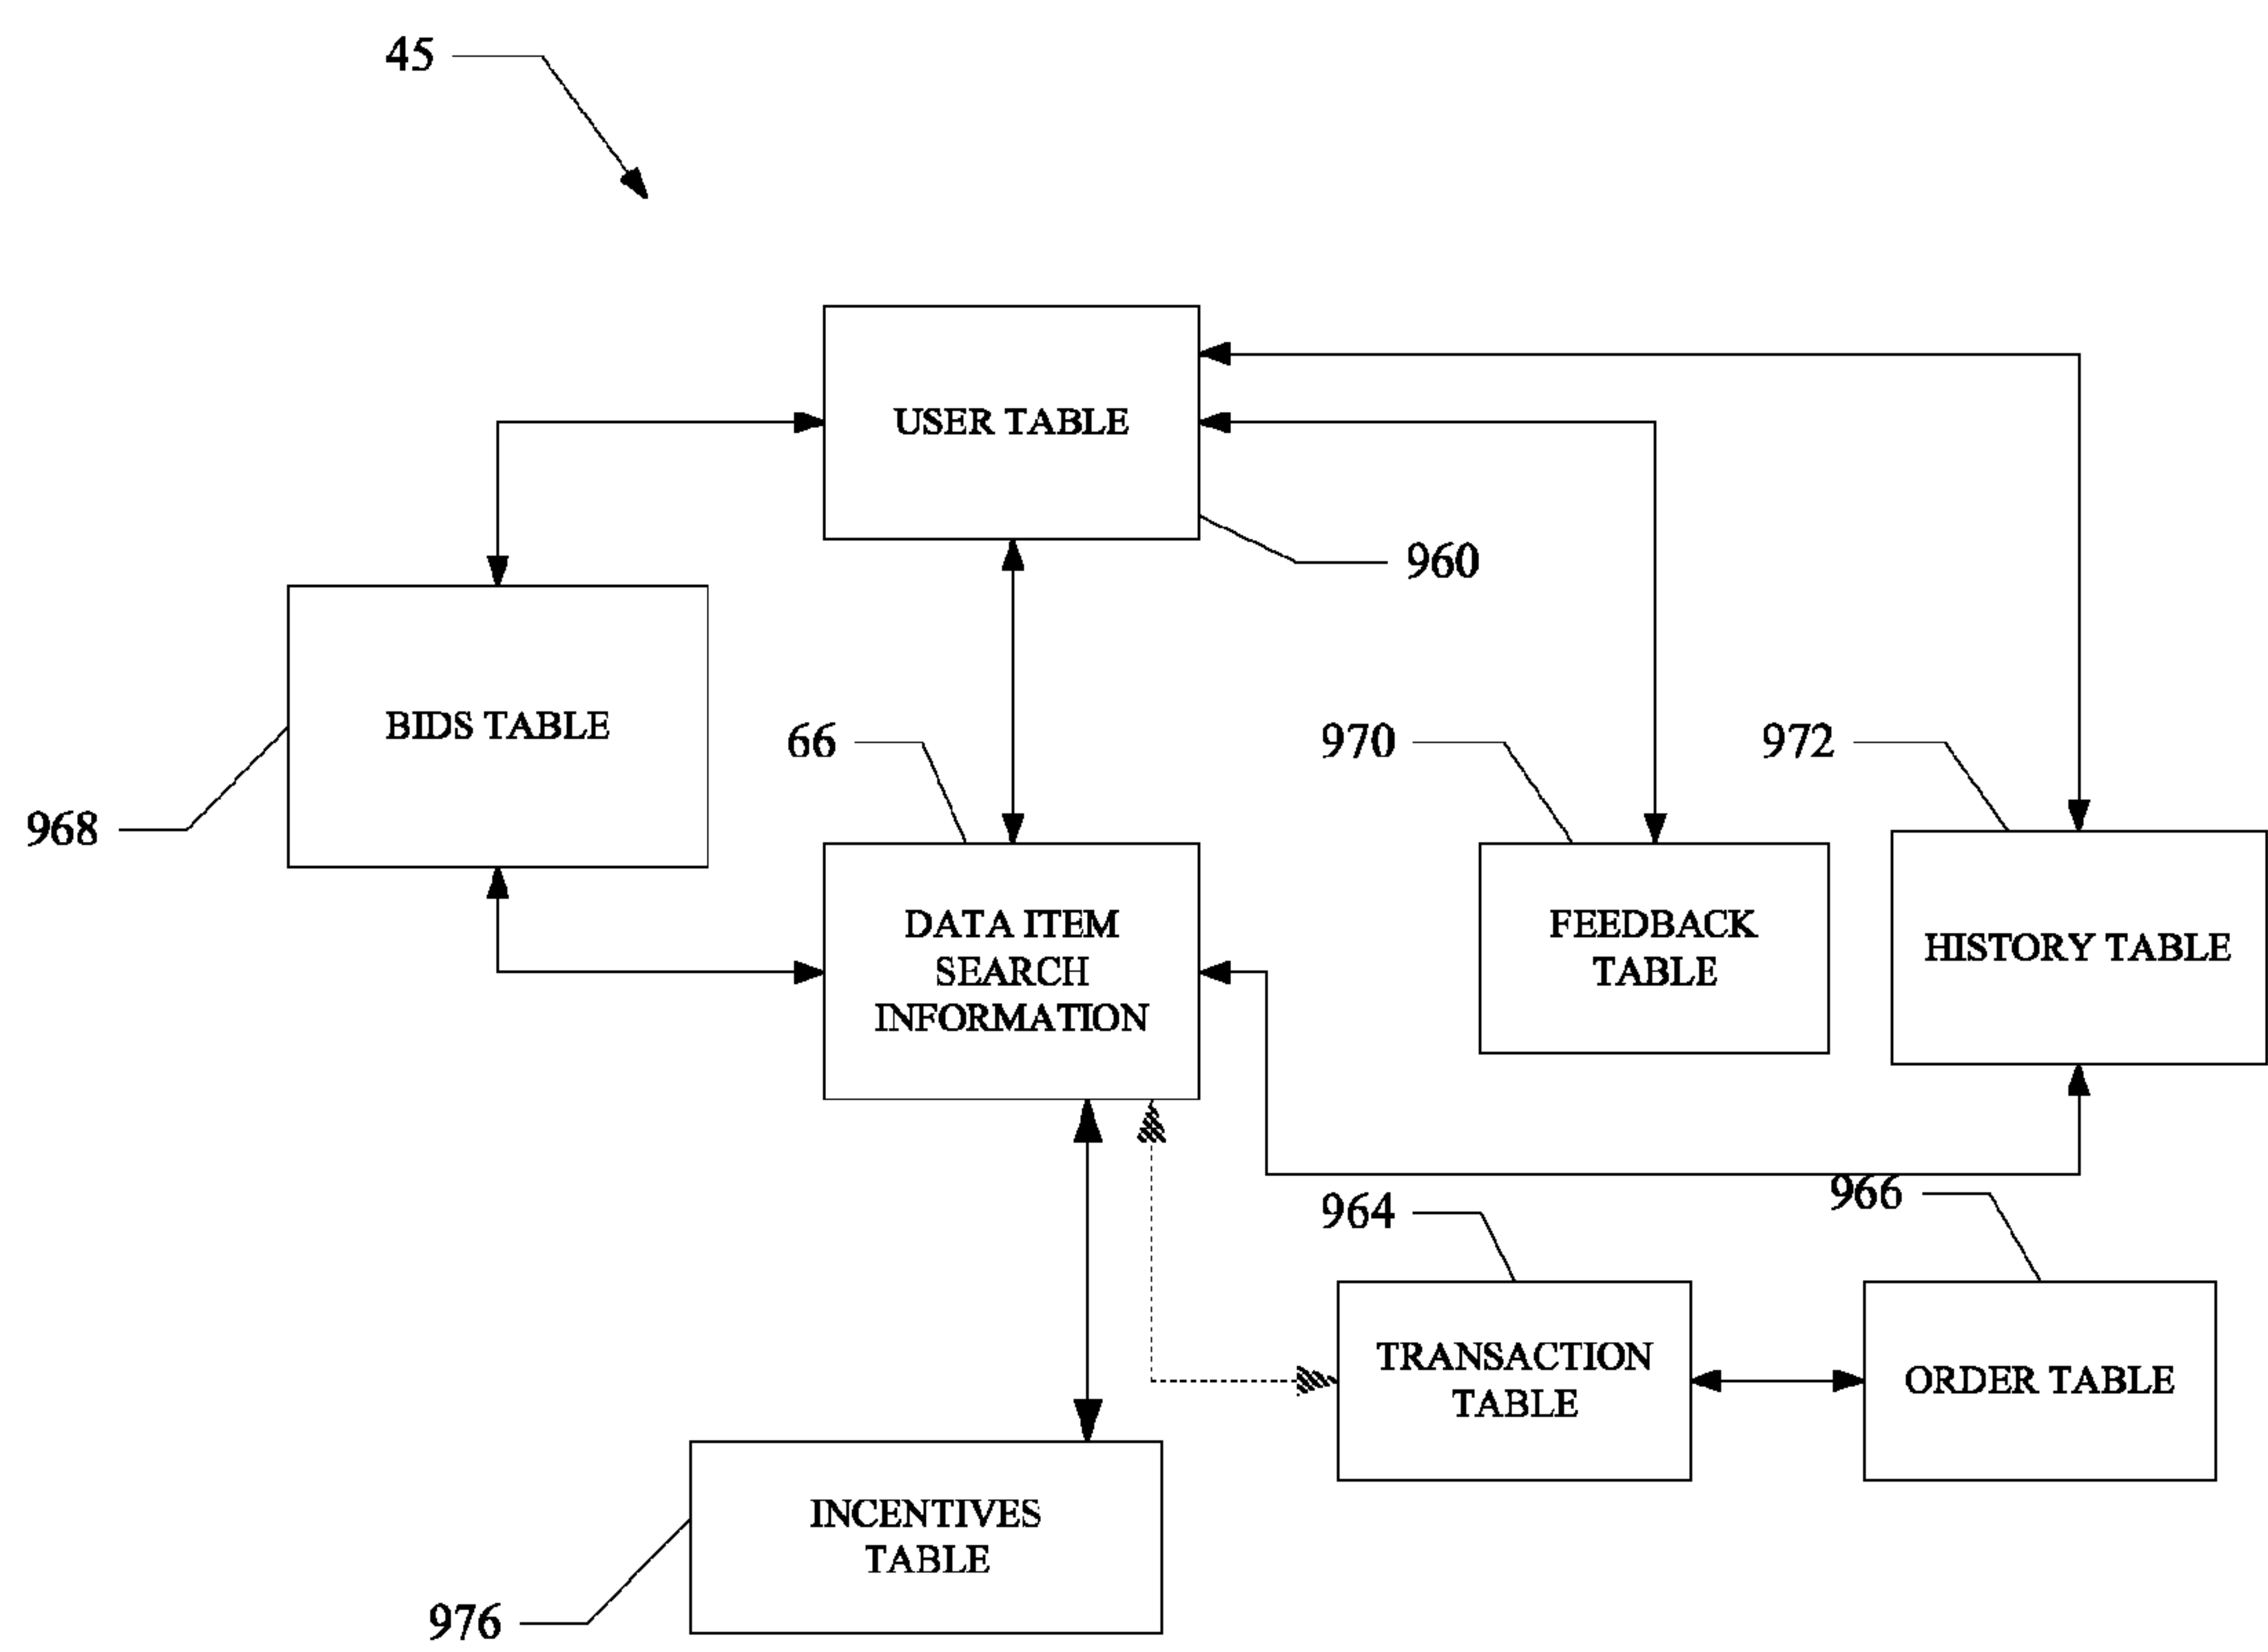 45
USER TABLE
960
BIDS TABLE
968
66
970
972
DATA ITEM
SEARCH
INFORMATION
FEEDBACK
TABLE
HISTORY TABLE
964
966
TRANSACTION
TABLE
ORDER TABLE
INCENTIVES
TABLE
976